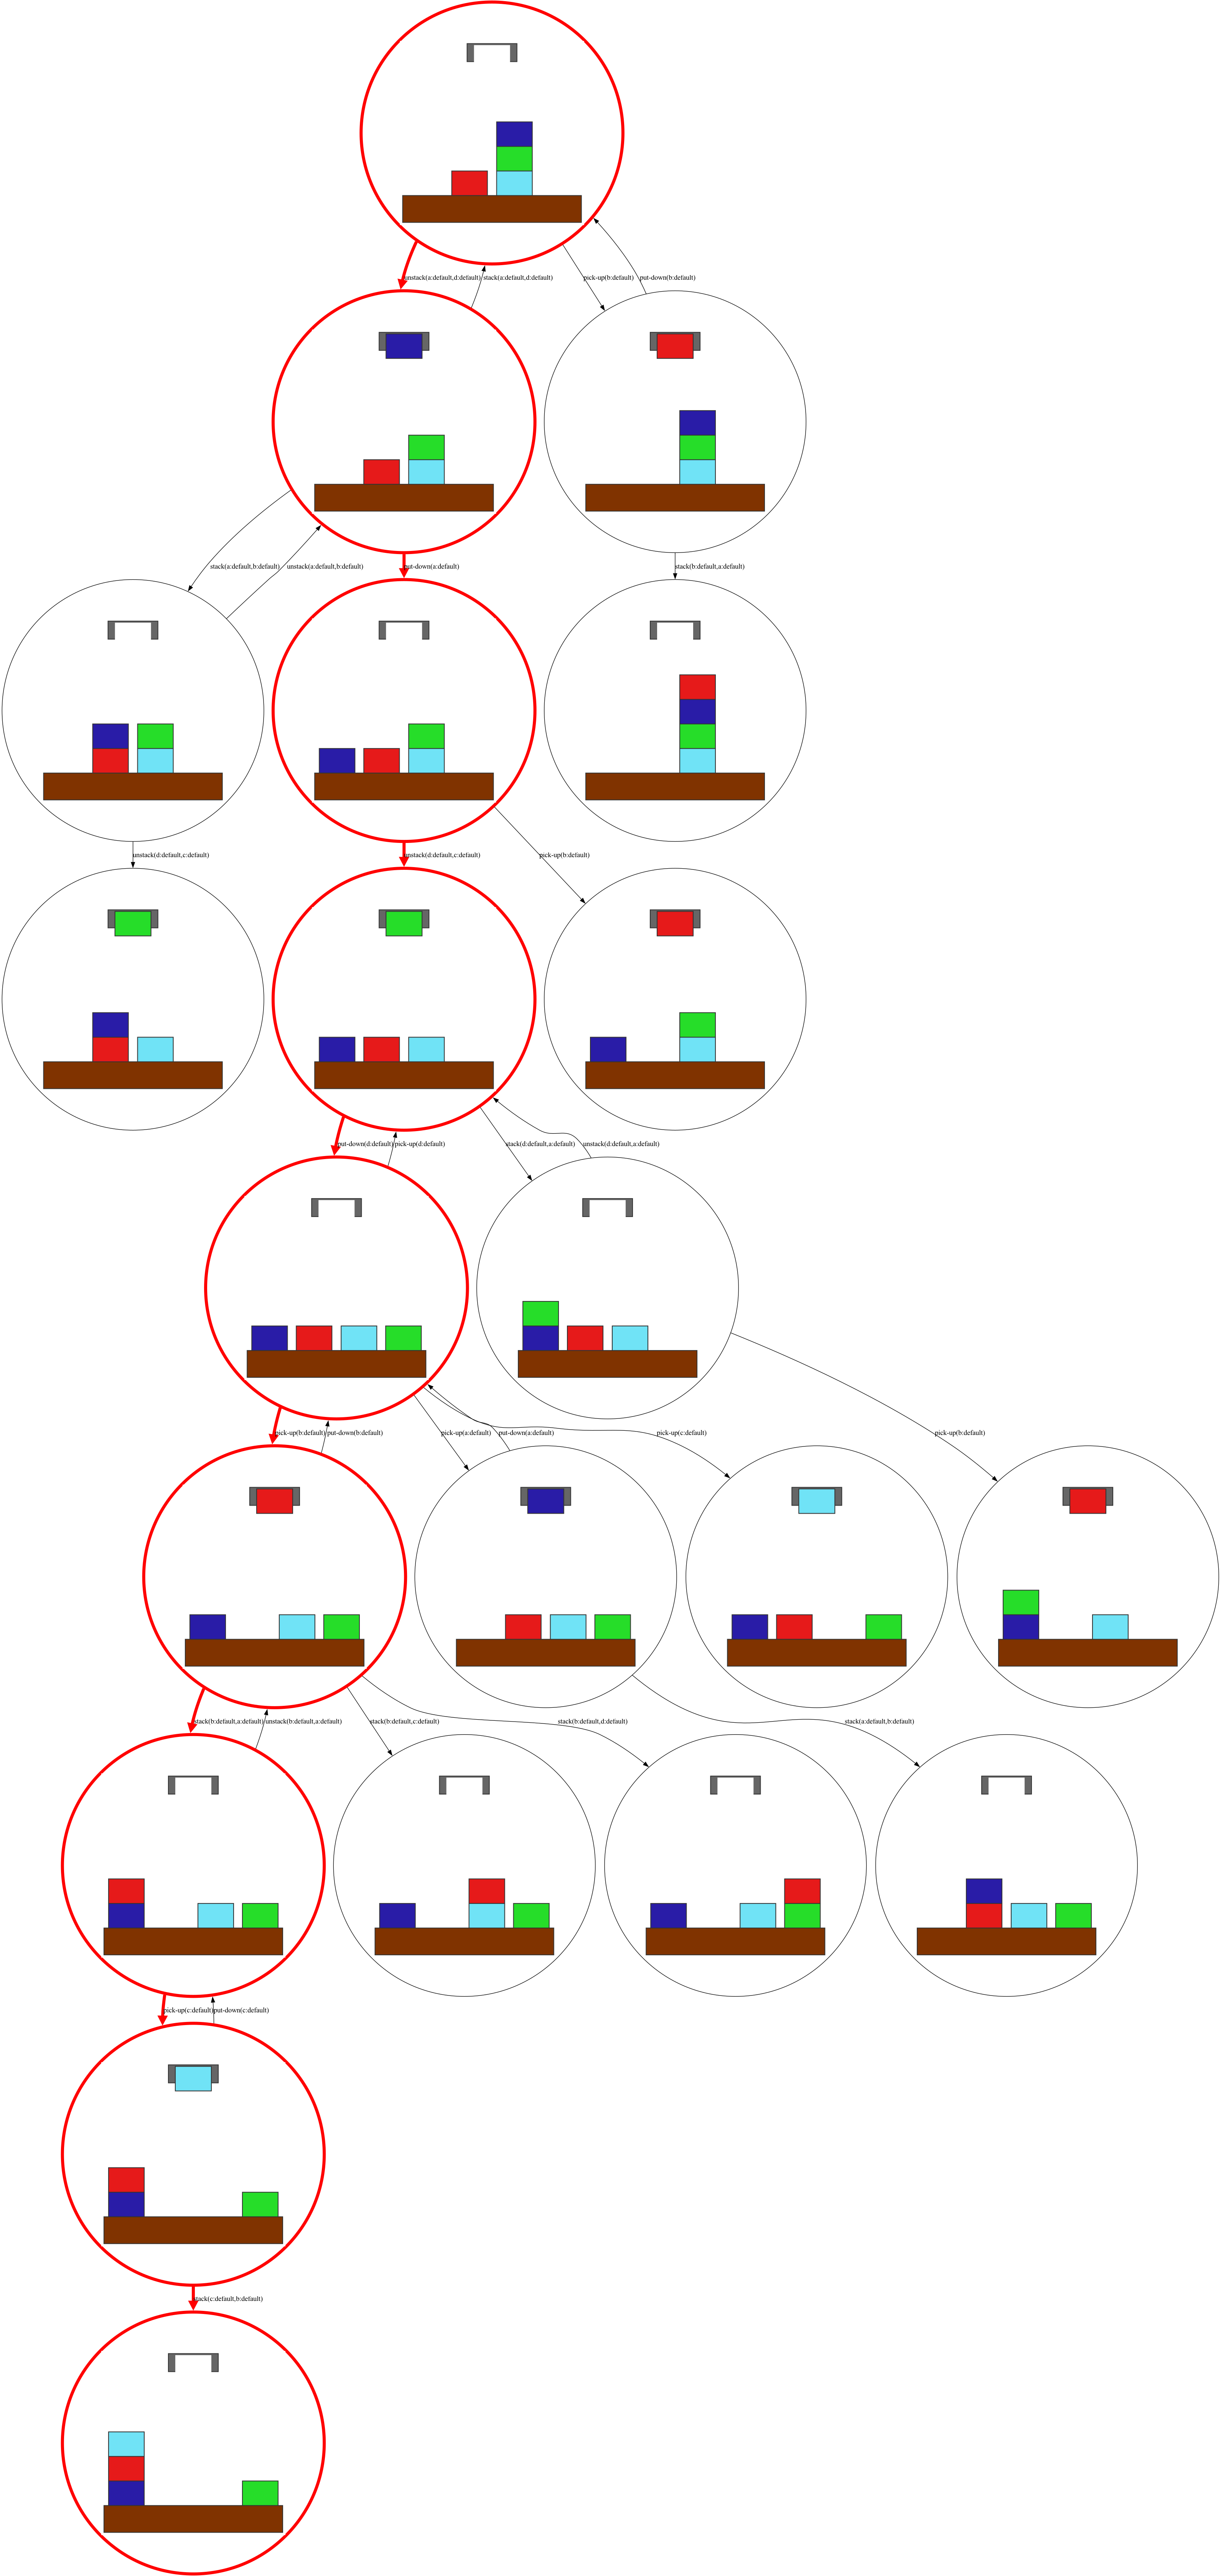 unstack(a:default,d:default)
stack(a:default,d:default)
pick-up(b:default)
put-down(b:default)
stack(a:default,b:default)
unstack(a:default,b:default)
put-down(a:default)
stack(b:default,a:default)
unstack(d:default,c:default)
unstack(d:default,c:default)
pick-up(b:default)
put-down(d:default)
pick-up(d:default)
stack(d:default,a:default)
unstack(d:default,a:default)
pick-up(b:default)
put-down(b:default)
pick-up(a:default)
put-down(a:default)
pick-up(c:default)
pick-up(b:default)
stack(b:default,a:default)
unstack(b:default,a:default)
stack(b:default,c:default)
stack(b:default,d:default)
stack(a:default,b:default)
pick-up(c:default)
put-down(c:default)
stack(c:default,b:default)